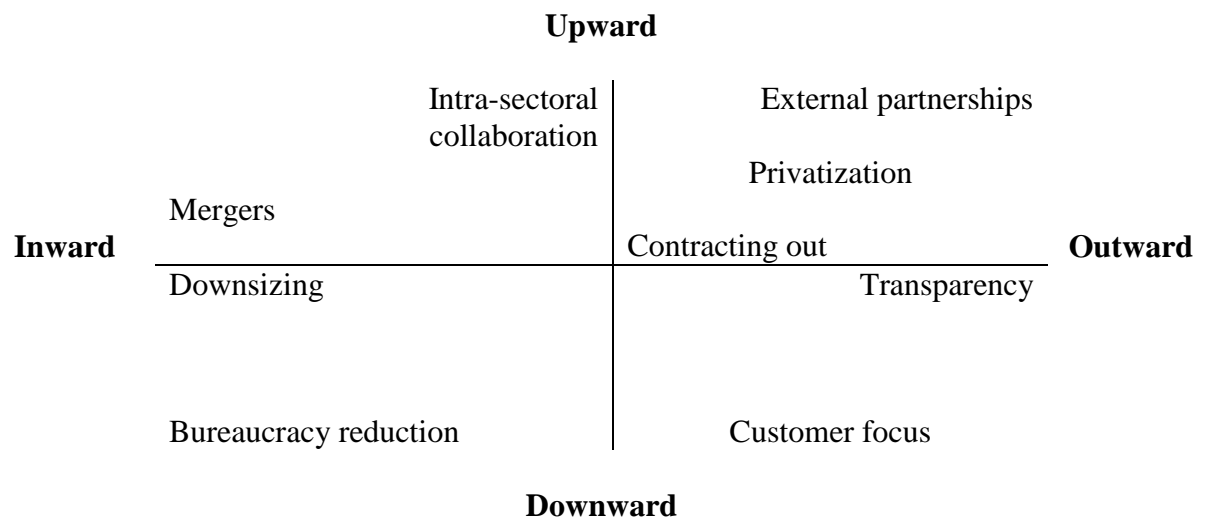 Upward
Intra-sectoral
collaboration
External partnerships
Privatization
Mergers
Inward
Contracting out
Outward
Downsizing
Transparency
Bureaucracy reduction
Customer focus
Downward